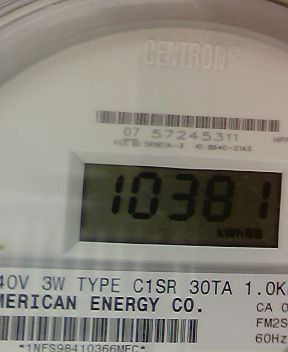 CENTRON®
07 57245311
10381
kWh
40V 3W TYPE C1SR 30TA 1.0K
MERICAN ENERGY CO.
CA 0
FM2S
60Hz
*1NFS98410366MFC*